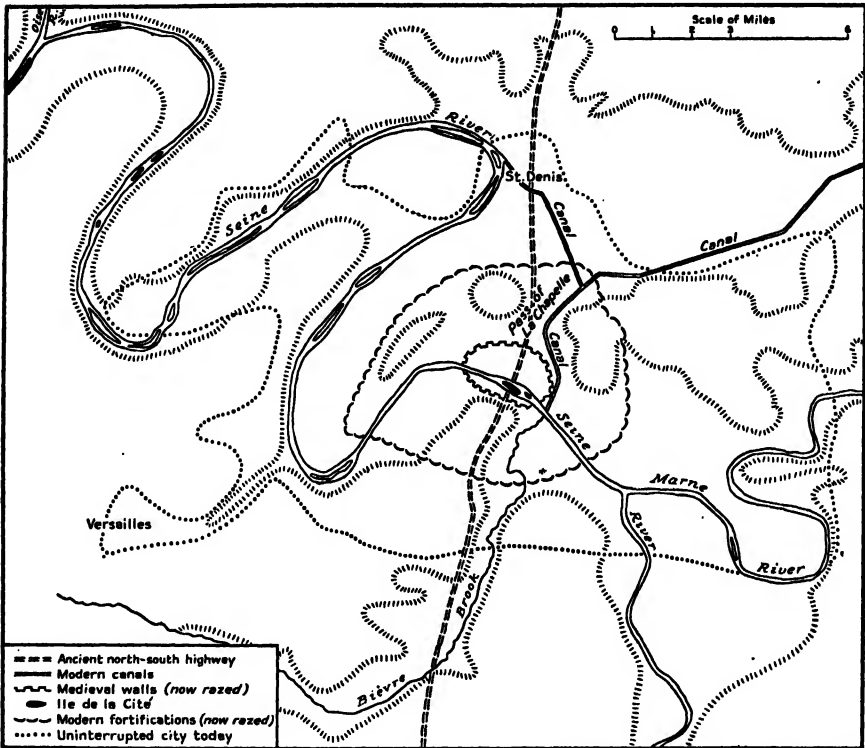 Oise
Ri
Scale of Miles
0 1 2 3 6
River
Seine
St. Denis
Canal
Canal
Pass of
La Chapelle
Canal
Seine
Marne
River
River
Versailles
Brook
Bièvre
Ancient north-south highway
Modern canals
Medieval walls (now razed)
Ile de la Cité
Modern fortifications (now razed)
Uninterrupted city today